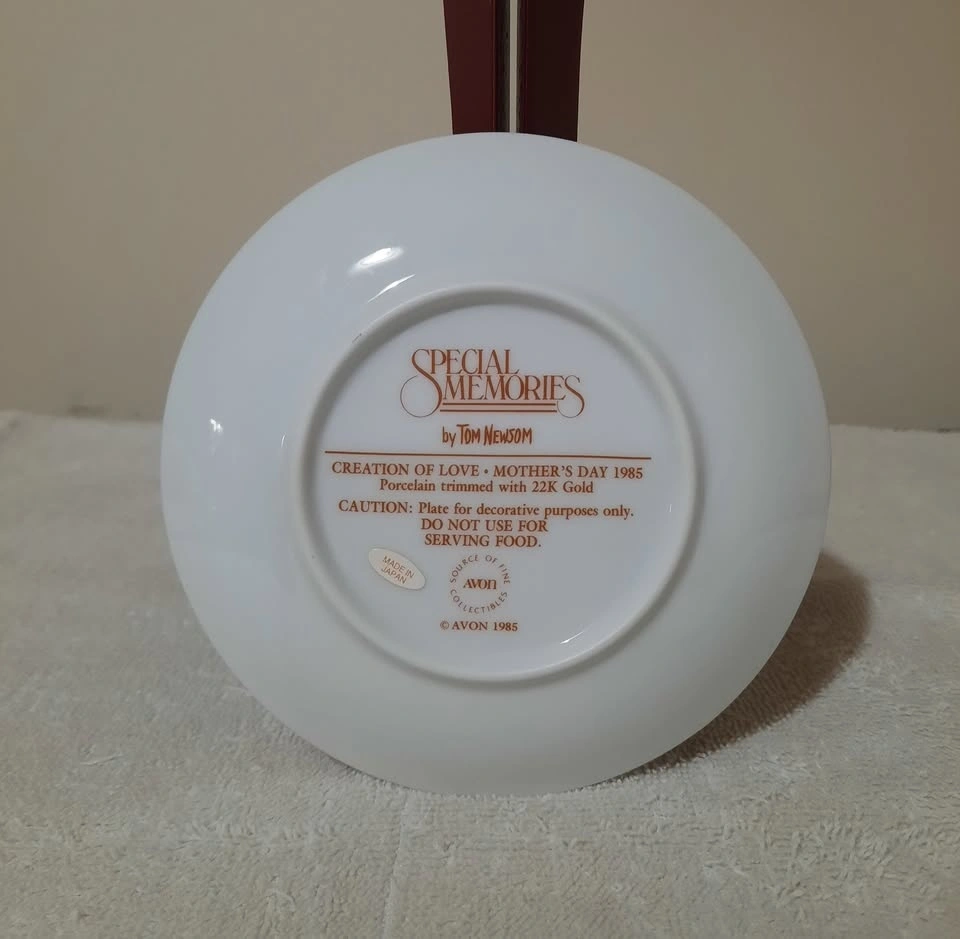 SPECIAL
MEMORIES
by TOM NEWSOM
CREATION OF LOVE • MOTHER'S DAY 1985
Porcelain trimmed with 22K Gold
CAUTION: Plate for decorative purposes only.
DO NOT USE FOR
SERVING FOOD.
MADE IN
JAPAN
SOURCE OF FINE
AVON
COLLECTIBLES
© AVON 1985